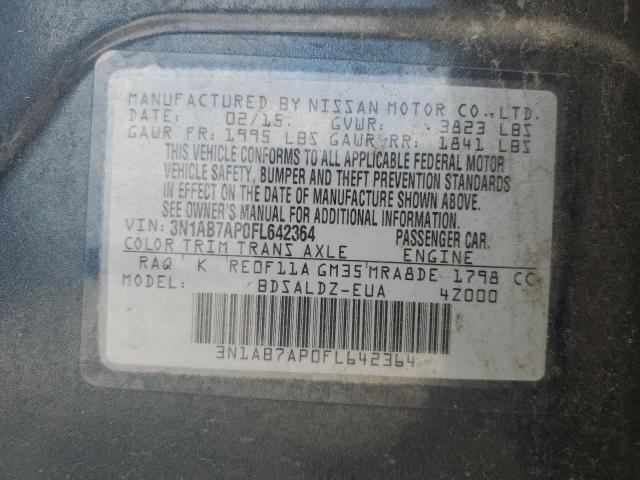 MANUFACTURED BY NISSAN MOTOR CO., LTD.
DATE: 02/15. GVWR: 3823 LBS
GAWR FR: 1995 LBS GAWR RR: 1841 LBS
THIS VEHICLE CONFORMS TO ALL APPLICABLE FEDERAL MOTOR
VEHICLE SAFETY, BUMPER AND THEFT PREVENTION STANDARDS
IN EFFECT ON THE DATE OF MANUFACTURE SHOWN ABOVE.
SEE OWNER'S MANUAL FOR ADDITIONAL INFORMATION.
VIN: 3N1AB7AP0FL642364 PASSENGER CAR.
COLOR TRIM TRANS AXLE ENGINE
RAQ K RE0F11A GM35 MRA8DE 1798 CC
MODEL: BDSALDZ-EUA 4Z000
3N1AB7AP0FL642364